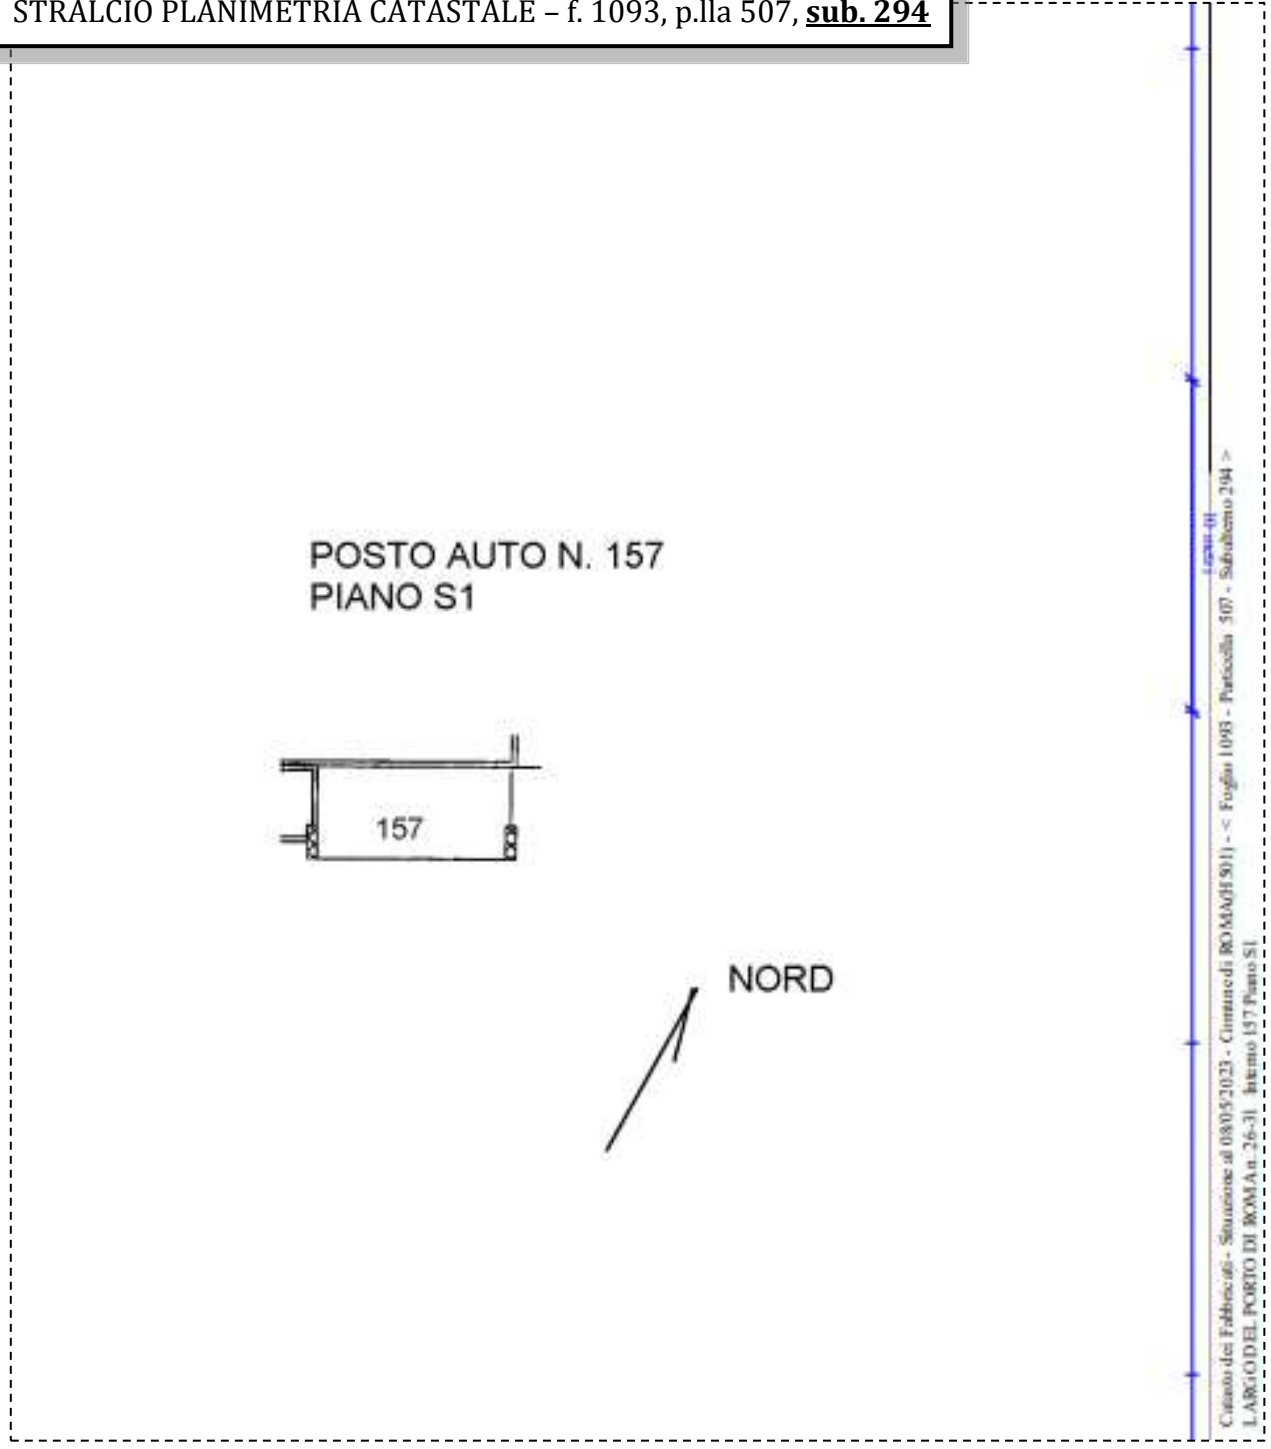 STRALCIO PLANIMETRIA CATASTALE – f. 1093, p.lla 507, sub. 294
POSTO AUTO N. 157
PIANO S1
157
NORD
Catasto dei Fabbricati - Situazione al 08/05/2023 - Comune di ROMA(H501) - < Foglio 1093 - Particella 507 - Subalterno 294 >
LARGO DEL PORTO DI ROMA n. 26-31 Interno 157 Piano S1